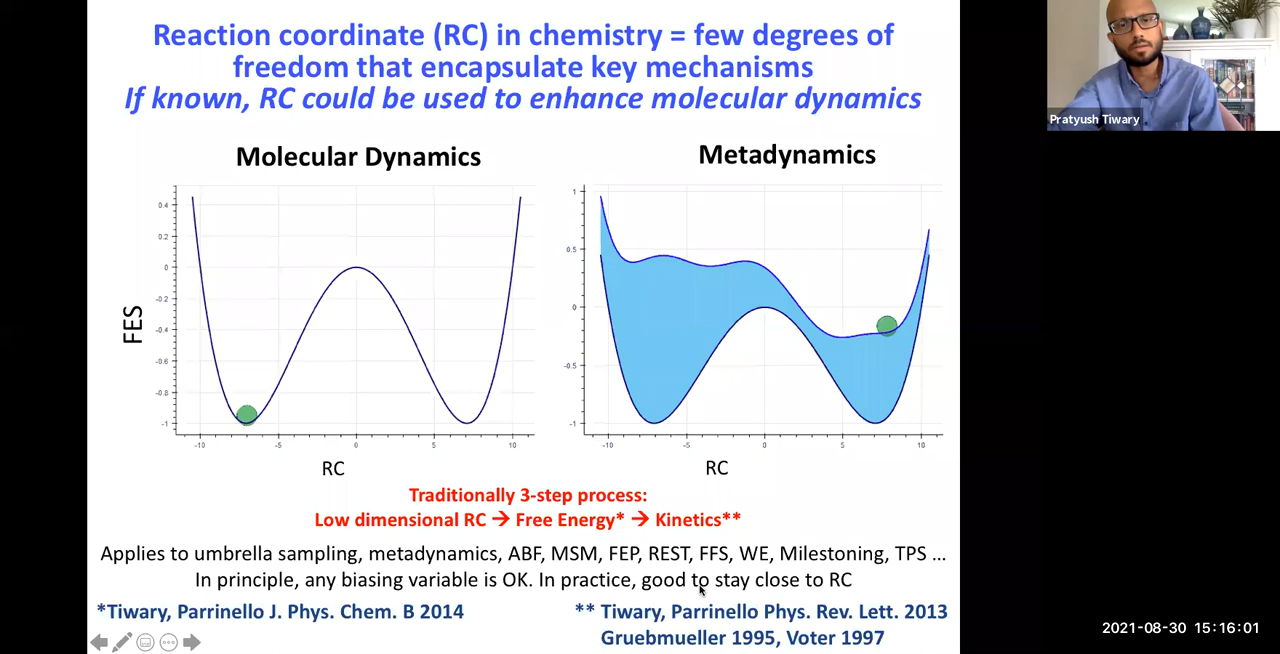 Reaction coordinate (RC) in chemistry = few degrees of
freedom that encapsulate key mechanisms
If known, RC could be used to enhance molecular dynamics
Pratyush Tiwary
Molecular Dynamics
Metadynamics
0.4
0.2
0
-0.2
-0.4
-0.6
-0.8
-1
-10
-5
0
5
10
FES
RC
1
0.5
0
-0.5
-1
-10
-5
0
5
10
RC
Traditionally 3-step process:
Low dimensional RC → Free Energy* → Kinetics**
Applies to umbrella sampling, metadynamics, ABF, MSM, FEP, REST, FFS, WE, Milestoning, TPS ...
In principle, any biasing variable is OK. In practice, good to stay close to RC
*Tiwary, Parrinello J. Phys. Chem. B 2014
** Tiwary, Parrinello Phys. Rev. Lett. 2013
Gruebmueller 1995, Voter 1997
2021-08-30 15:16:01